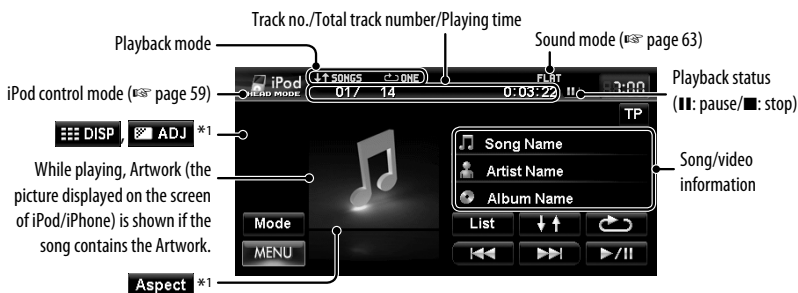 Track no./Total track number/Playing time
Playback mode
Sound mode (☞ page 63)
iPod control mode (☞ page 59)
iPod
HEAD MODE
↓↑ SONGS ONE
01/ 14
FLAT
0:03:22 ⏸
3:00
Playback status
(⏸: pause/■: stop)
TP
DISP, ADJ *1
While playing, Artwork (the
picture displayed on the screen
of iPod/iPhone) is shown if the
song contains the Artwork.
Song Name
Artist Name
Album Name
Song/video
information
Mode
List
MENU
Aspect *1